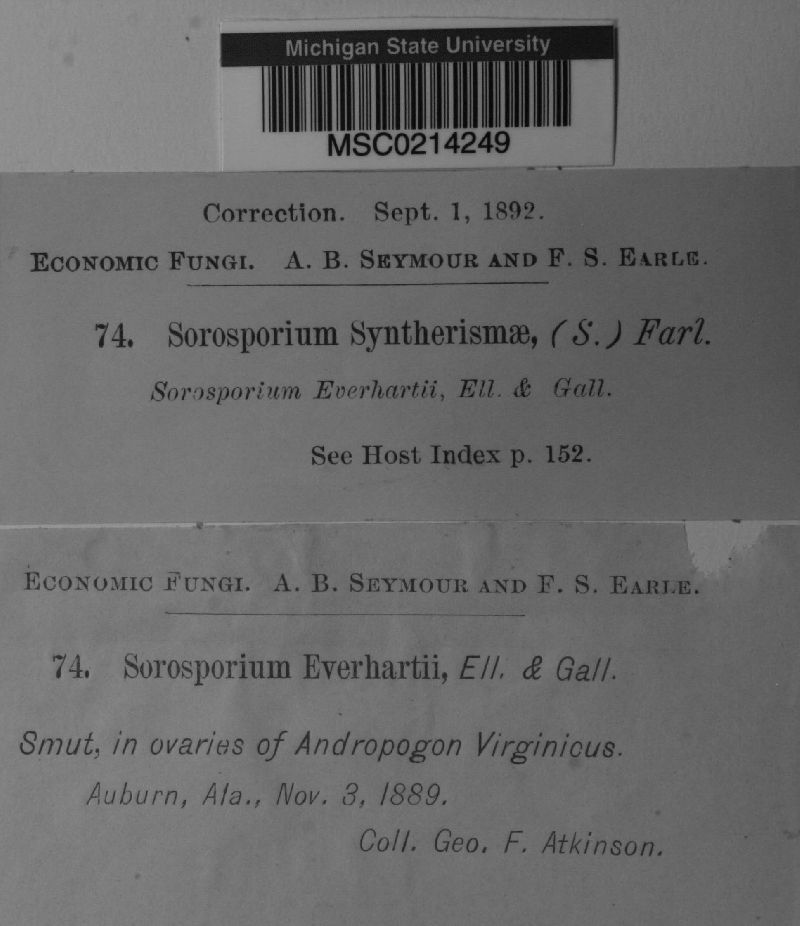 Michigan State University
MSC0214249
Correction. Sept. 1, 1892.
ECONOMIC FUNGI. A. B. SEYMOUR AND F. S. EARLE.
74. Sorosporium Syntherismæ, (S.) Farl.
Sorosporium Everhartii, Ell. & Gall.
See Host Index p. 152.
ECONOMIC FUNGI. A. B. SEYMOUR AND F. S. EARLE.
74. Sorosporium Everhartii, Ell. & Gall.
Smut, in ovaries of Andropogon Virginicus.
Auburn, Ala., Nov. 3, 1889.
Coll. Geo. F. Atkinson.